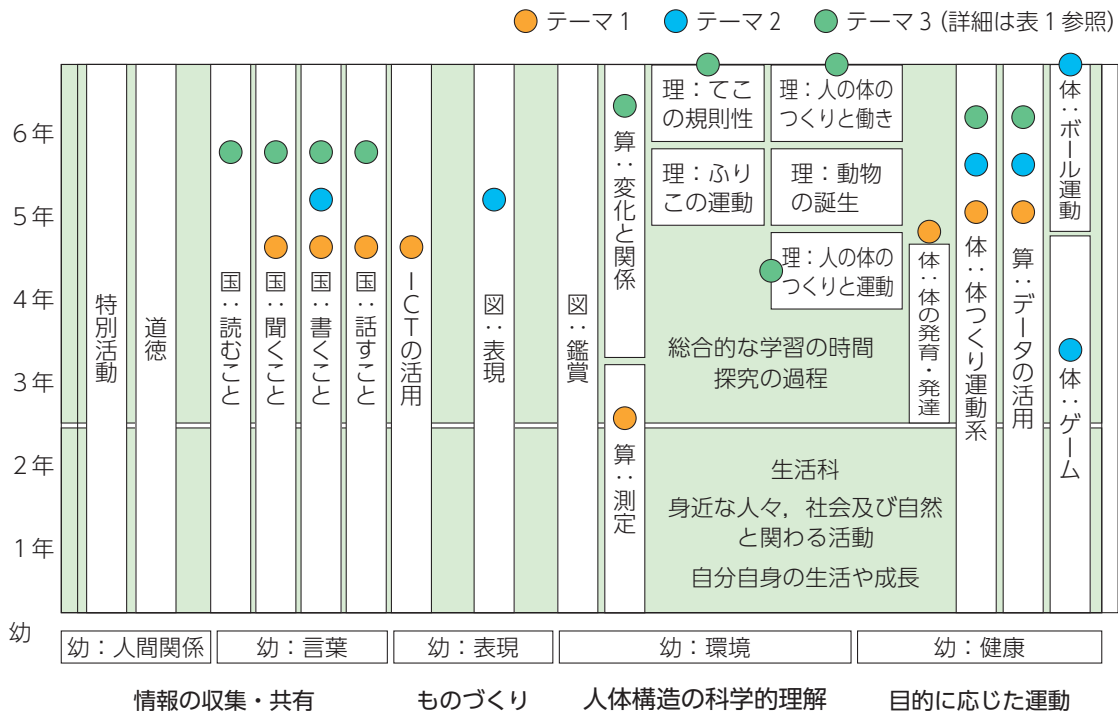 テーマ1 テーマ2 テーマ3(詳細は表1参照)
6年
5年
4年
3年
2年
1年
幼
特別活動
道徳
国：読むこと
国：聞くこと
国：書くこと
国：話すこと
ICTの活用
図：表現
図：鑑賞
算：変化と関係
算：測定
理：てこ
の規則性
理：人の体の
つくりと働き
理：ふり
この運動
理：動物
の誕生
理：人の体の
つくりと運動
総合的な学習の時間
探究の過程
生活科
身近な人々，社会及び自然
と関わる活動
自分自身の生活や成長
体：体の発育・発達
体：体つくり運動系
算：データの活用
体：ボール運動
体：ゲーム
幼：人間関係
幼：言葉
幼：表現
幼：環境
幼：健康
情報の収集・共有
ものづくり
人体構造の科学的理解
目的に応じた運動